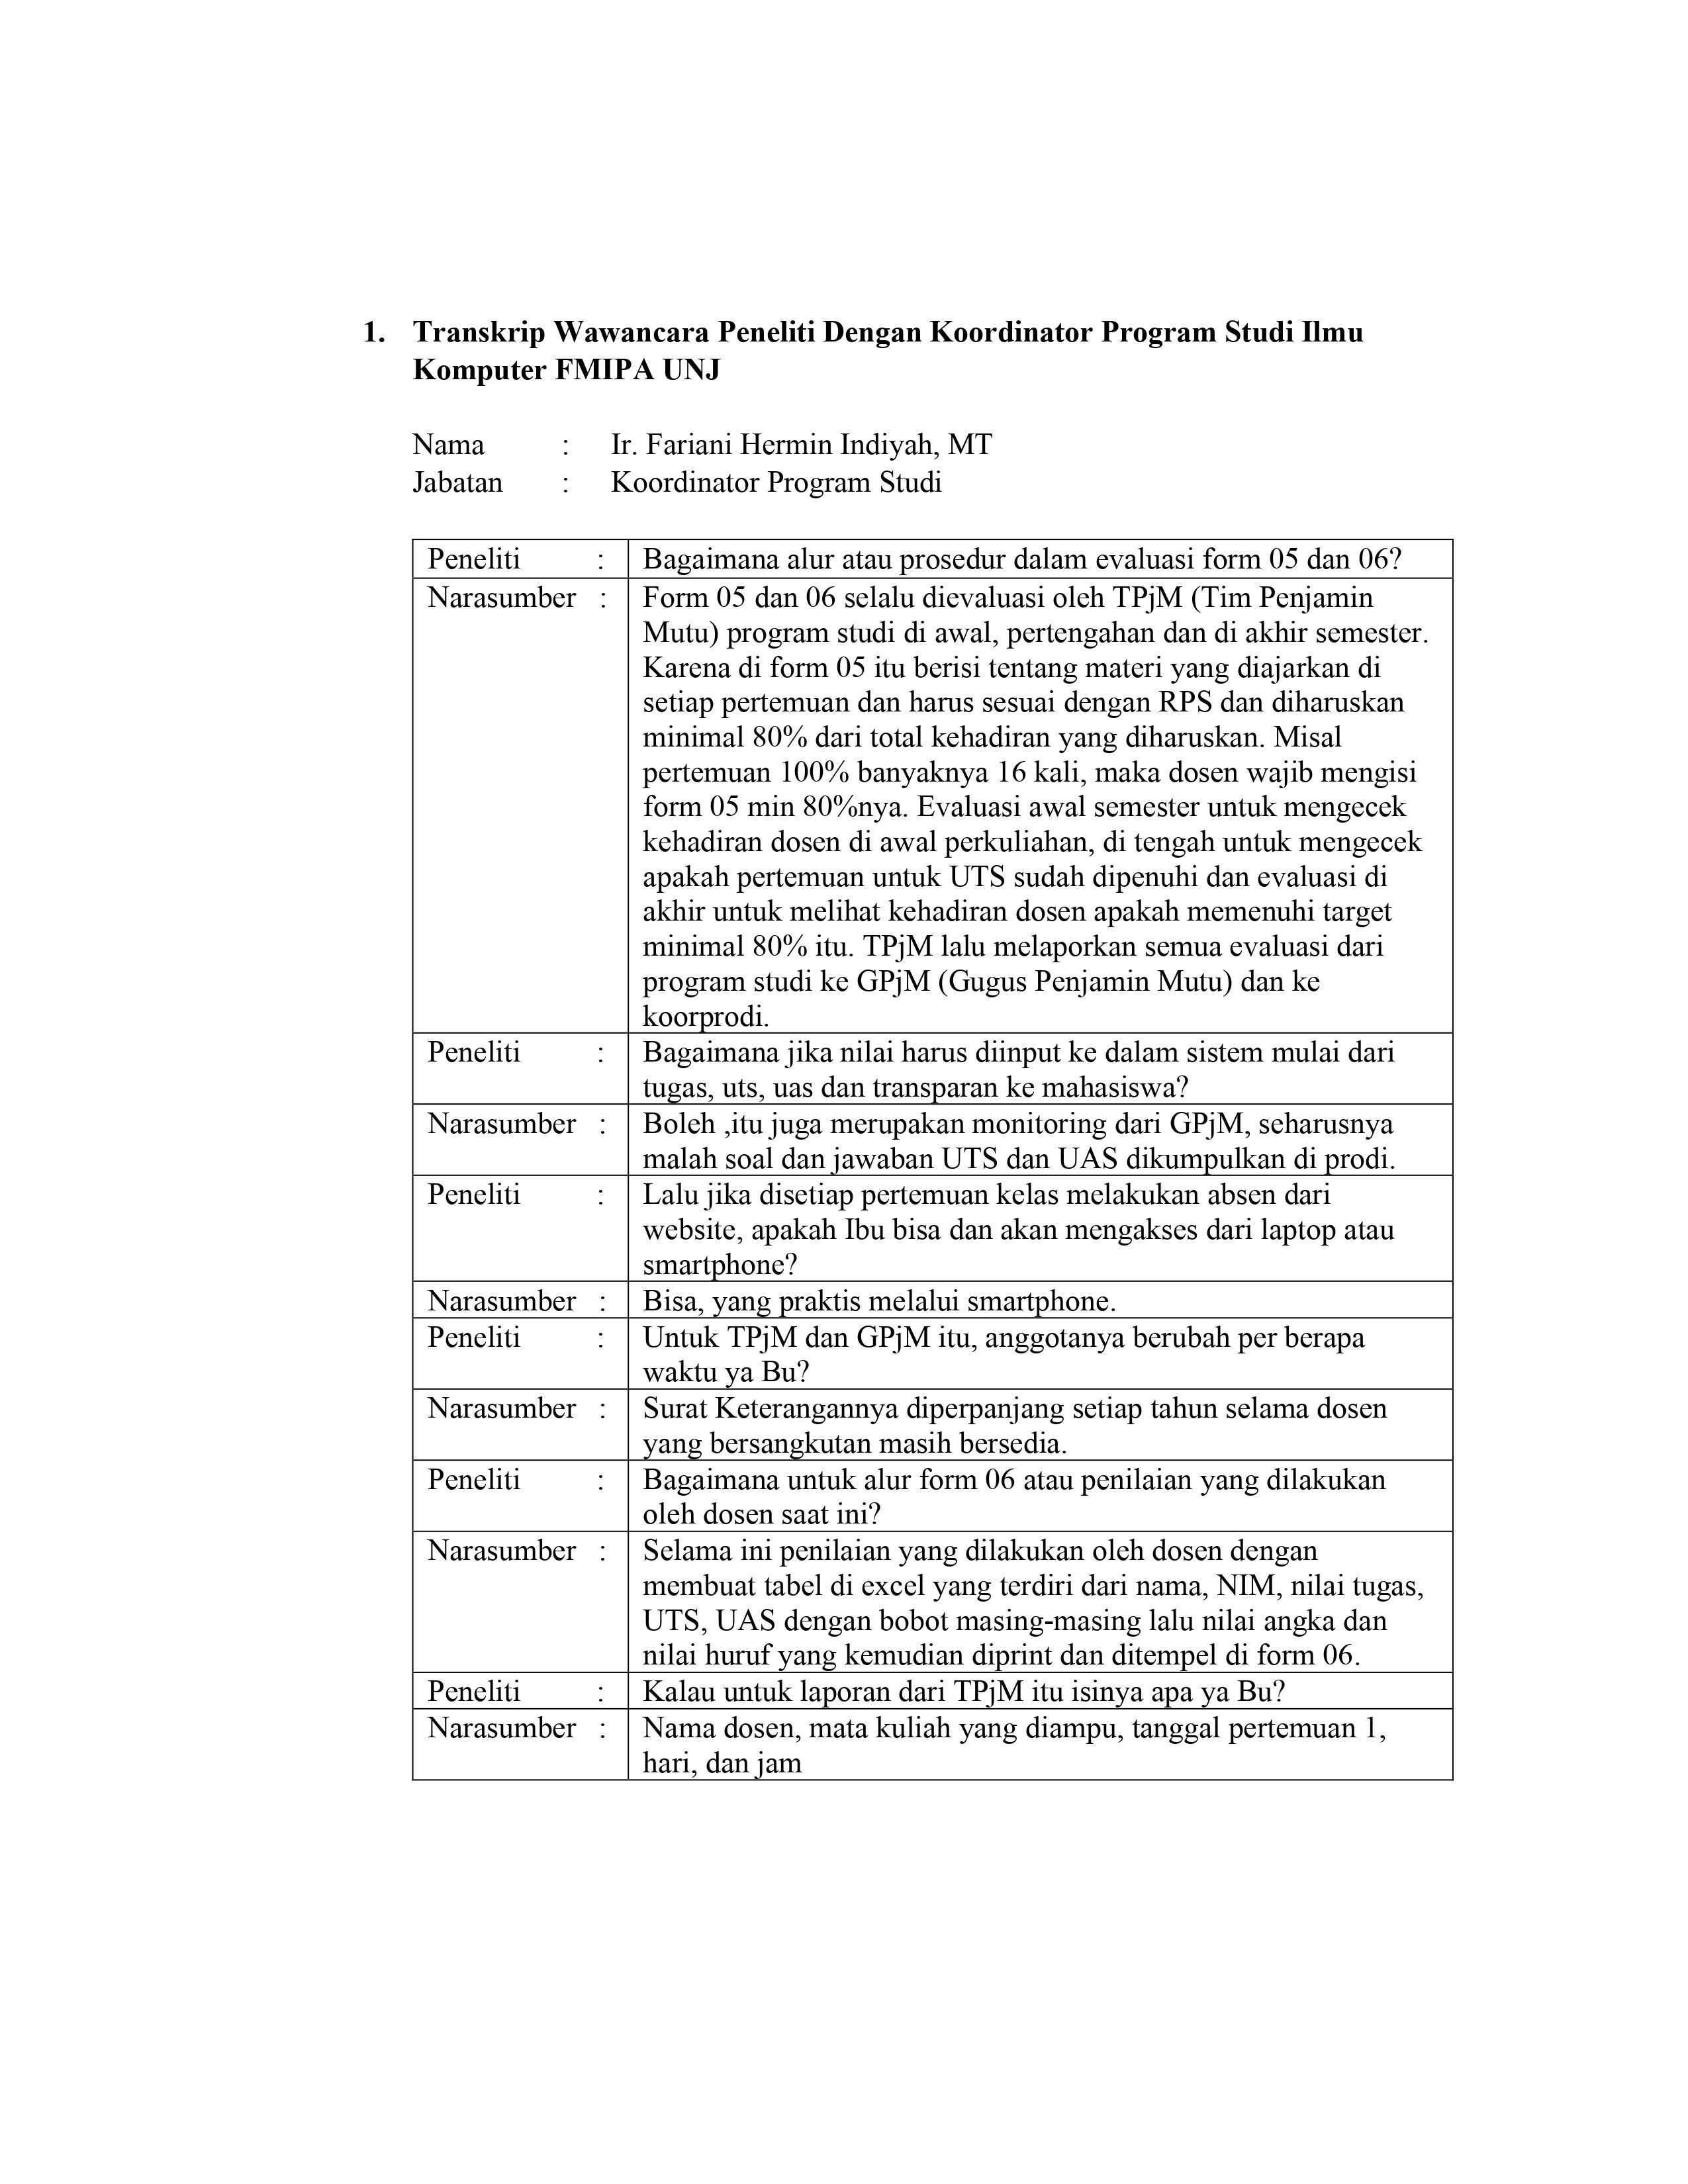 1. Transkrip Wawancara Peneliti Dengan Koordinator Program Studi Ilmu
Komputer FMIPA UNJ
Nama : Ir. Fariani Hermin Indiyah, MT
Jabatan : Koordinator Program Studi
Peneliti : Bagaimana alur atau prosedur dalam evaluasi form 05 dan 06?
Narasumber : Form 05 dan 06 selalu dievaluasi oleh TPjM (Tim Penjamin
Mutu) program studi di awal, pertengahan dan di akhir semester.
Karena di form 05 itu berisi tentang materi yang diajarkan di
setiap pertemuan dan harus sesuai dengan RPS dan diharuskan
minimal 80% dari total kehadiran yang diharuskan. Misal
pertemuan 100% banyaknya 16 kali, maka dosen wajib mengisi
form 05 min 80%nya. Evaluasi awal semester untuk mengecek
kehadiran dosen di awal perkuliahan, di tengah untuk mengecek
apakah pertemuan untuk UTS sudah dipenuhi dan evaluasi di
akhir untuk melihat kehadiran dosen apakah memenuhi target
minimal 80% itu. TPjM lalu melaporkan semua evaluasi dari
program studi ke GPjM (Gugus Penjamin Mutu) dan ke
koorprodi.
Peneliti : Bagaimana jika nilai harus diinput ke dalam sistem mulai dari
tugas, uts, uas dan transparan ke mahasiswa?
Narasumber : Boleh ,itu juga merupakan monitoring dari GPjM, seharusnya
malah soal dan jawaban UTS dan UAS dikumpulkan di prodi.
Peneliti : Lalu jika disetiap pertemuan kelas melakukan absen dari
website, apakah Ibu bisa dan akan mengakses dari laptop atau
smartphone?
Narasumber : Bisa, yang praktis melalui smartphone.
Peneliti : Untuk TPjM dan GPjM itu, anggotanya berubah per berapa
waktu ya Bu?
Narasumber : Surat Keterangannya diperpanjang setiap tahun selama dosen
yang bersangkutan masih bersedia.
Peneliti : Bagaimana untuk alur form 06 atau penilaian yang dilakukan
oleh dosen saat ini?
Narasumber : Selama ini penilaian yang dilakukan oleh dosen dengan
membuat tabel di excel yang terdiri dari nama, NIM, nilai tugas,
UTS, UAS dengan bobot masing-masing lalu nilai angka dan
nilai huruf yang kemudian diprint dan ditempel di form 06.
Peneliti : Kalau untuk laporan dari TPjM itu isinya apa ya Bu?
Narasumber : Nama dosen, mata kuliah yang diampu, tanggal pertemuan 1,
hari, dan jam